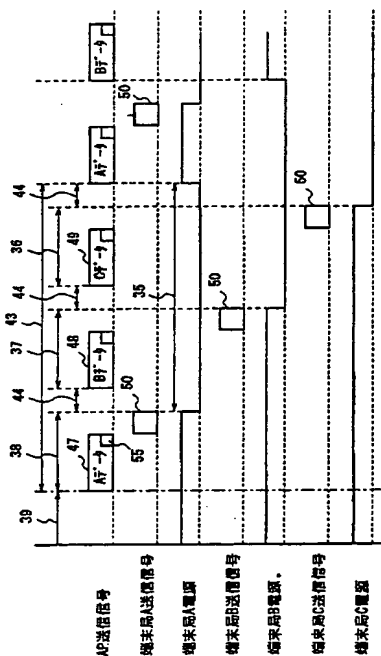 43
39
38
37
36
44
44
44
AP送信信号
47
Aデータ
55
48
Bデータ
49
Cデータ
Aデータ
Bデータ
端末局A送信信号
50
50
端末局A電源
35
端末局B送信信号
50
端末局B電源.
端末局C送信信号
50
端末局C電源